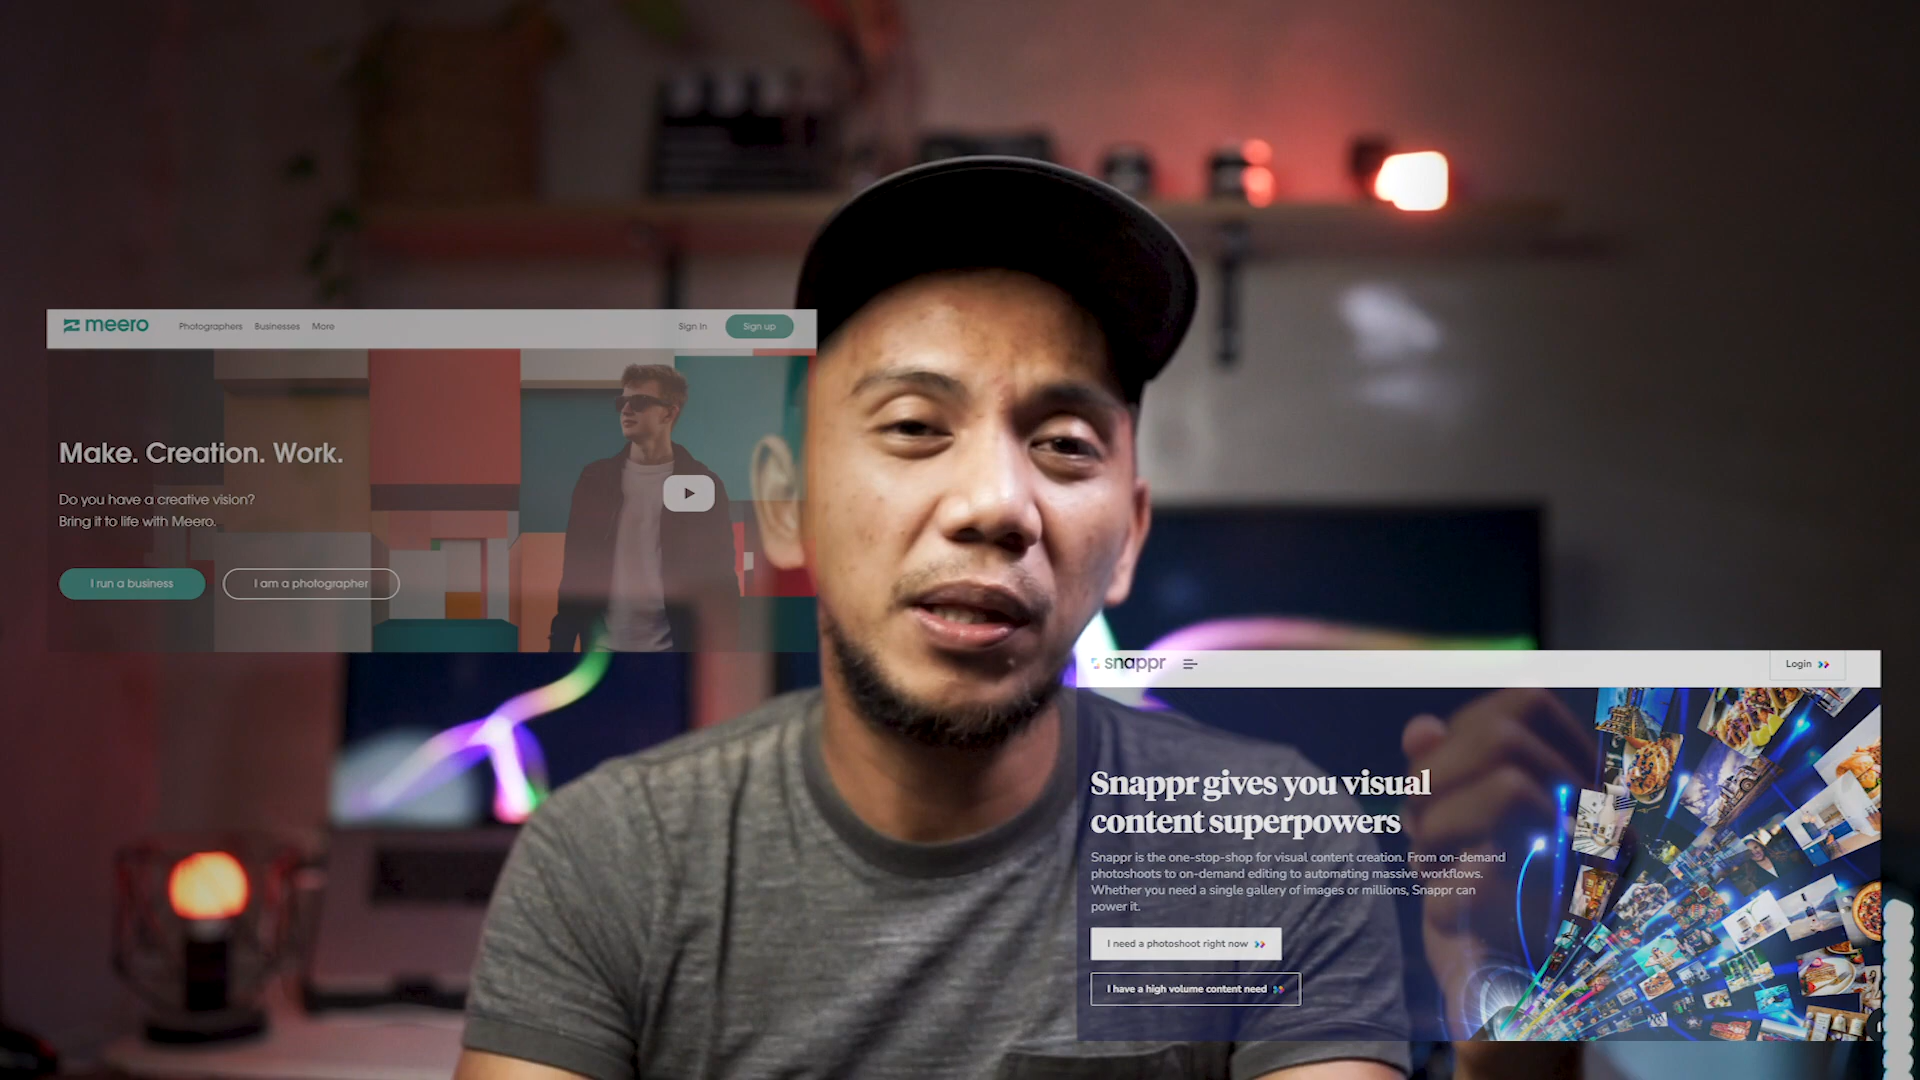 meero
Photographers Businesses More
Sign In
Sign up
Make. Creation. Work.
Do you have a creative vision?
Bring it to life with Meero.
I run a business
I am a photographer
snappr
Login
Snappr gives you visual
content superpowers
Snappr is the one-stop-shop for visual content creation. From on-demand
photoshoots to on-demand editing to automating massive workflows.
Whether you need a single gallery of images or millions, Snappr can
power it.
I need a photoshoot right now
I have a high volume content need